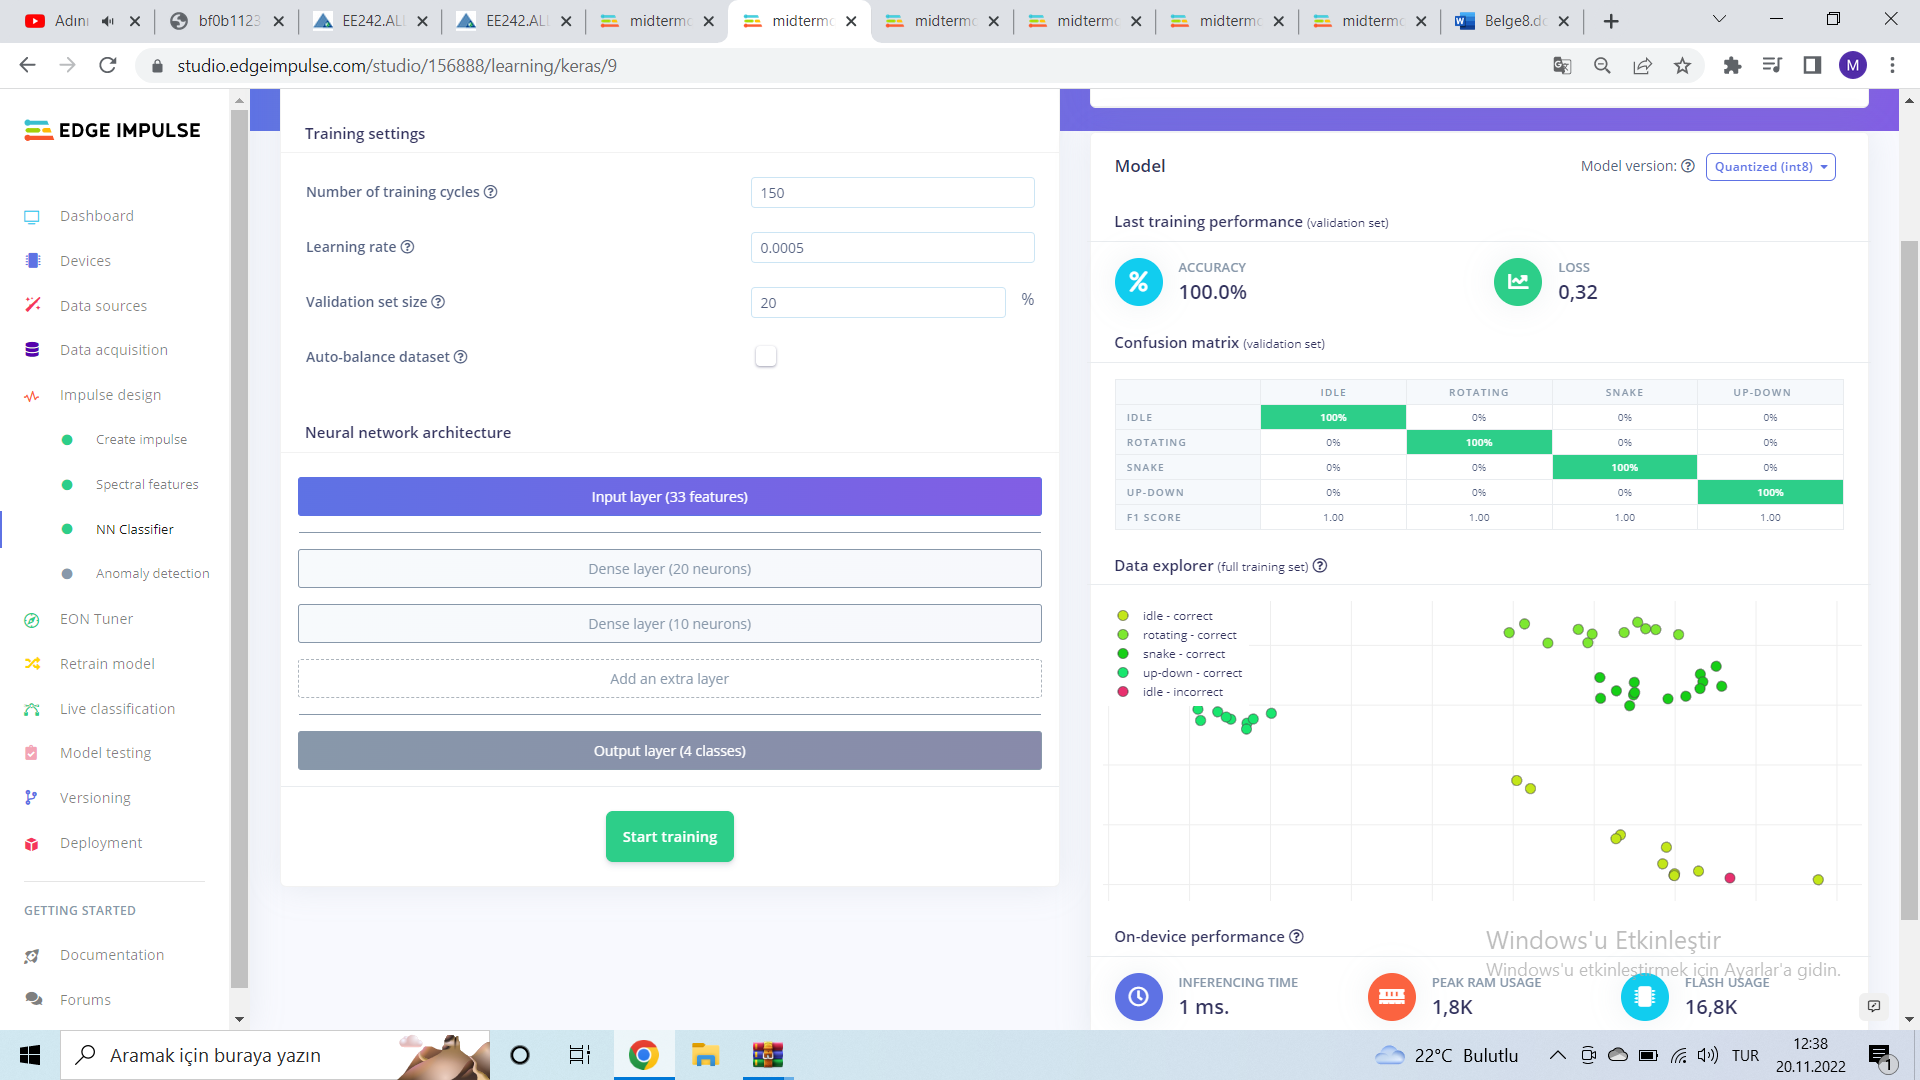 Adını
bf0b1123
EE242.ALL
EE242.ALL
midtermo
midtermo
midtermo
midtermo
midtermo
midtermo
Belge8.do
studio.edgeimpulse.com/studio/156888/learning/keras/9
M
EDGE IMPULSE
Dashboard
Devices
Data sources
Data acquisition
Impulse design
Create impulse
Spectral features
NN Classifier
Anomaly detection
EON Tuner
Retrain model
Live classification
Model testing
Versioning
Deployment
GETTING STARTED
Documentation
Forums
Training settings
Number of training cycles ?
150
Learning rate ?
0.0005
Validation set size ?
20
%
Auto-balance dataset ?
Neural network architecture
Input layer (33 features)
Dense layer (20 neurons)
Dense layer (10 neurons)
Add an extra layer
Output layer (4 classes)
Start training
Model
Model version: ? Quantized (int8)
Last training performance (validation set)
% ACCURACY
100.0%
LOSS
0,32
Confusion matrix (validation set)
IDLE ROTATING SNAKE UP-DOWN
IDLE 100% 0% 0% 0%
ROTATING 0% 100% 0% 0%
SNAKE 0% 0% 100% 0%
UP-DOWN 0% 0% 0% 100%
F1 SCORE 1.00 1.00 1.00 1.00
Data explorer (full training set) ?
idle - correct
rotating - correct
snake - correct
up-down - correct
idle - incorrect
On-device performance ?
INFERENCING TIME
1 ms.
PEAK RAM USAGE
1,8K
FLASH USAGE
16,8K
Windows'u Etkinleştir
Windows'u etkinleştirmek için Ayarlar'a gidin.
Aramak için buraya yazın
22°C Bulutlu
TUR
12:38
20.11.2022
1